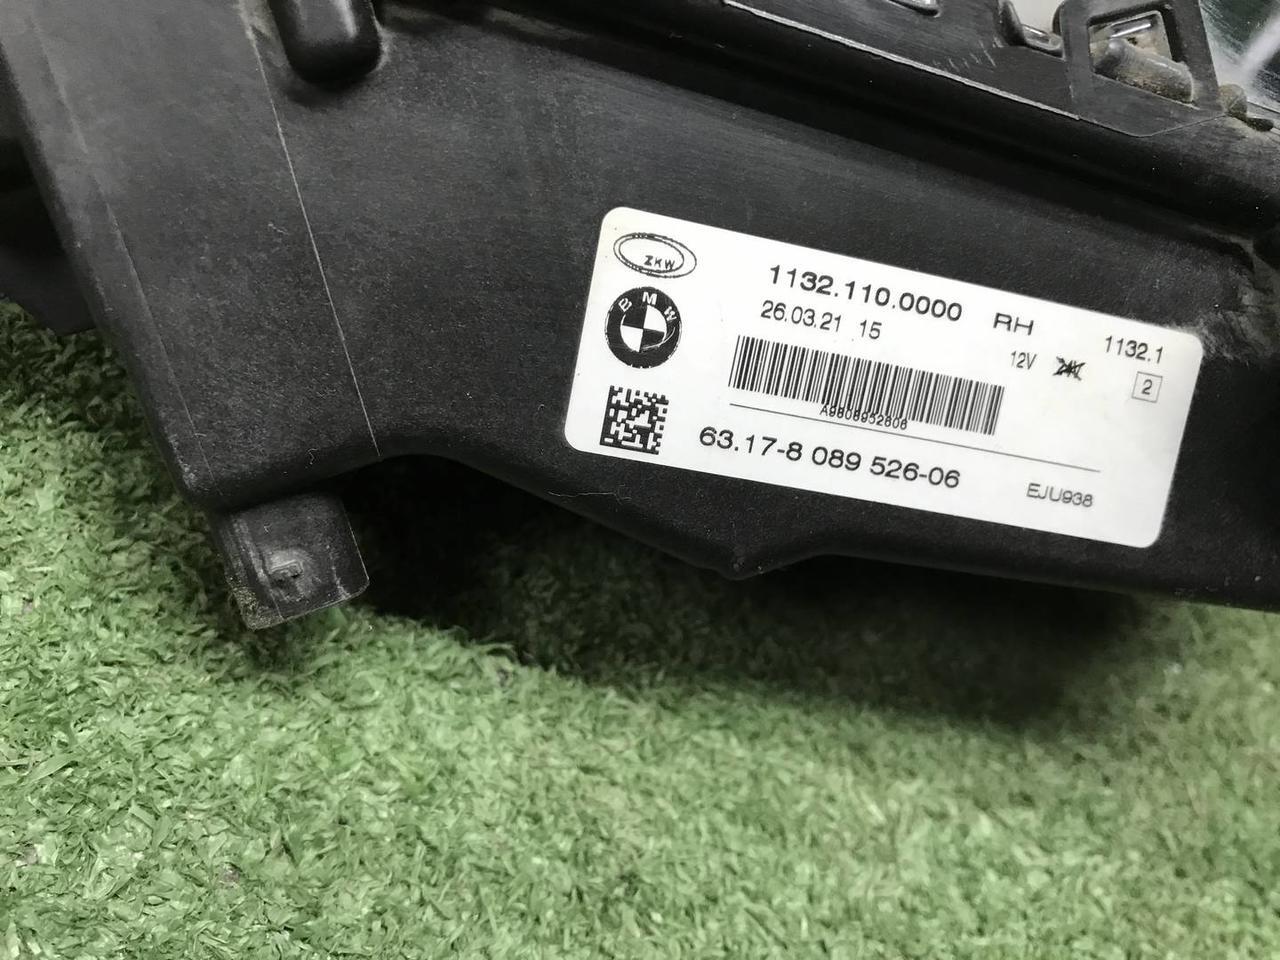 ZKW
BMW
1132.110.0000 RH
26.03.21 15
12V
1132.1
2
A9808932808
63.17-8 089 526-06
EJU938